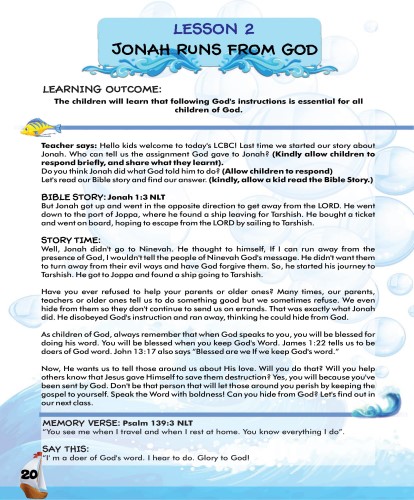 LESSON 2
JONAH RUNS FROM GOD
LEARNING OUTCOME:
The children will learn that following God's instructions is essential for all
children of God.
Teacher says: Hello kids welcome to today's LCBC! Last time we started our story about
Jonah. Who can tell us the assignment God gave to Jonah? (Kindly allow children to
respond briefly, and share what they learnt).
Do you think Jonah did what God told him to do? (Allow children to respond)
Let's read our Bible story and find our answer. (kindly, allow a kid read the Bible Story.)
BIBLE STORY: Jonah 1:3 NLT
But Jonah got up and went in the opposite direction to get away from the LORD. He went
down to the port of Joppa, where he found a ship leaving for Tarshish. He bought a ticket
and went on board, hoping to escape from the LORD by sailing to Tarshish.
STORY TIME:
Well, Jonah didn't go to Ninevah. He thought to himself, If I can run away from the
presence of God, I wouldn't tell the people of Nineveh God's message. He didn't want them
to turn away from their evil ways and have God forgive them. So, he started his journey to
Tarshish. He got to Joppa and found a ship going to Tarshish.
Have you ever refused to help your parents or older ones? Many times, our parents,
teachers or older ones tell us to do something good but we sometimes refuse. We even
hide from them so they don't continue to send us on errands. That was exactly what Jonah
did. He disobeyed God's instruction and ran away, thinking he could hide from God.
As children of God, always remember that when God speaks to you, you will be blessed for
doing his word. You will be blessed when you keep God's Word. James 1:22 tells us to be
doers of God word. John 13:17 also says "Blessed are we If we keep God's word."
Now, He wants us to tell those around us about His love. Will you do that? Will you help
others know that Jesus gave Himself to save them destruction? Yes, you will because you've
been sent by God. Don't be that person that will let those around you perish by keeping the
gospel to yourself. Speak the Word with boldness! Can you hide from God? Let's find out in
our next class.
MEMORY VERSE: Psalm 139:3 NLT
"You see me when I travel and when I rest at home. You know everything I do".
SAY THIS:
"I' m a doer of God's word. I hear to do. Glory to God!
20